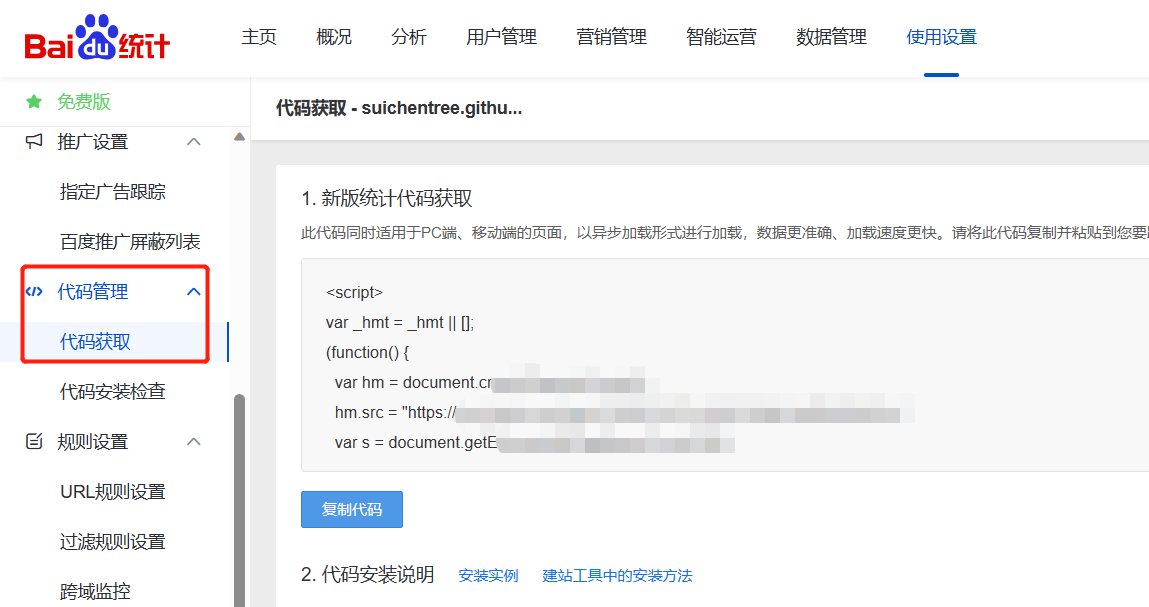 Bai du 统计
主页 概况 分析 用户管理 营销管理 智能运营 数据管理 使用设置
免费版
推广设置
指定广告跟踪
百度推广屏蔽列表
代码管理
代码获取
代码安装检查
规则设置
URL规则设置
过滤规则设置
跨域监控
代码获取 - suichentree.githu...
1. 新版统计代码获取
此代码同时适用于PC端、移动端的页面，以异步加载形式进行加载，数据更准确、加载速度更快。请将此代码复制并粘贴到您要
<script>
var _hmt = _hmt || [];
(function() {
var hm = document.cr
hm.src = "https://
var s = document.getE
复制代码
2. 代码安装说明 安装实例 建站工具中的安装方法